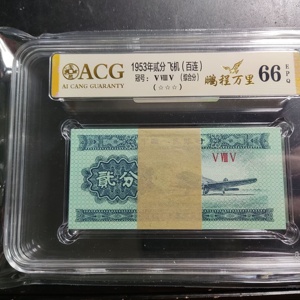 ACG
AI CANG GUARANTY
1953年贰分 飞机（百连）
冠号： V VIII V （综合分）
（☆☆☆）
鹏程万里
66
EPQ
V VIII V
贰分